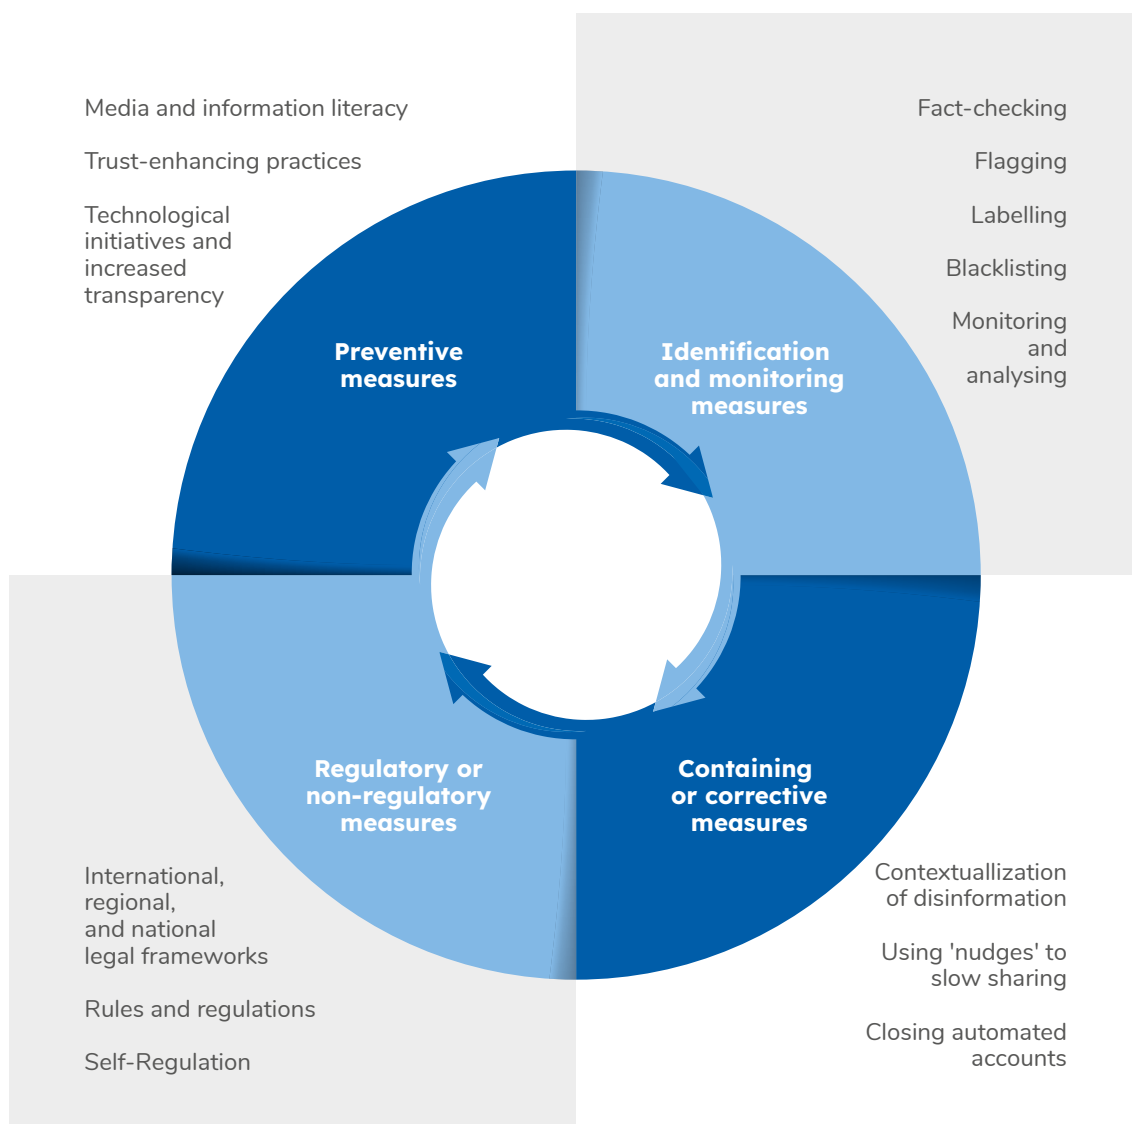 Media and information literacy
Trust-enhancing practices
Technological
initiatives and
increased
transparency
Fact-checking
Flagging
Labelling
Blacklisting
Monitoring
and
analysing
Preventive
measures
Identification
and monitoring
measures
Regulatory or
non-regulatory
measures
Containing
or corrective
measures
International,
regional,
and national
legal frameworks
Rules and regulations
Self-Regulation
Contextuallization
of disinformation
Using 'nudges' to
slow sharing
Closing automated
accounts